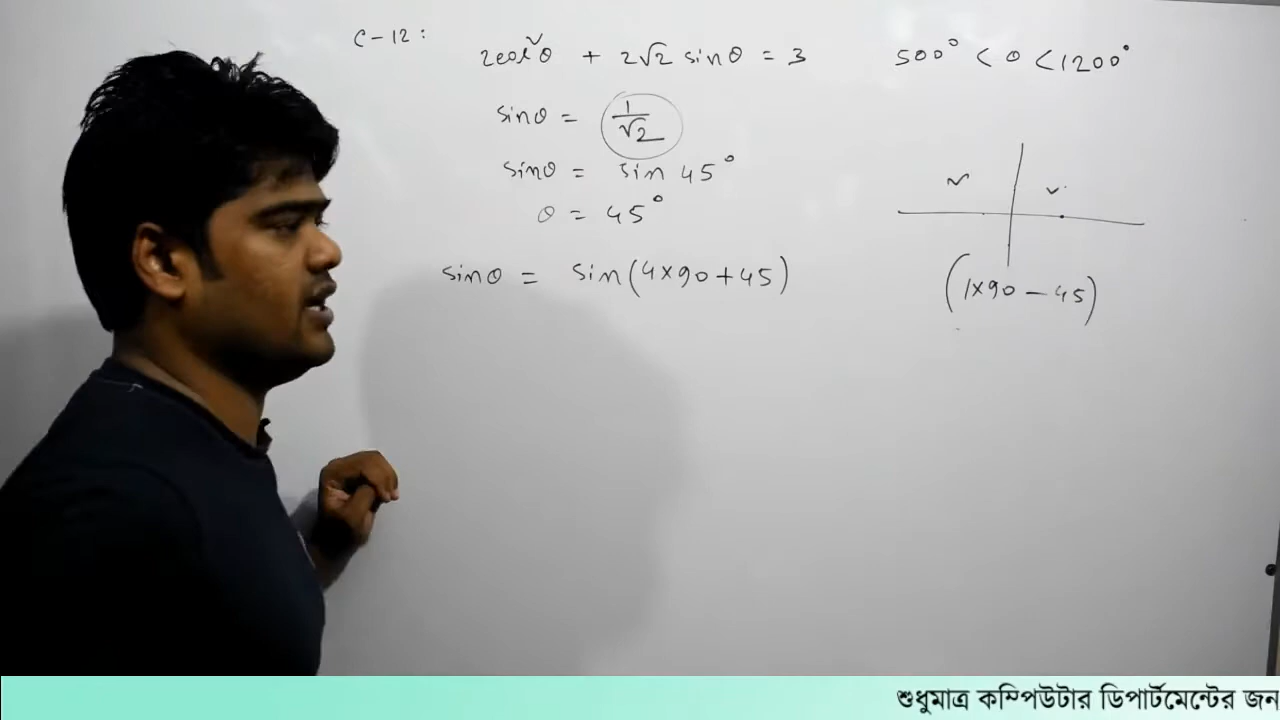 C-12:
2cos²θ + 2√2 sinθ = 3
500° < θ < 1200°
sinθ = 1/√2
sinθ = sin 45°
θ = 45°
sinθ = sin(4×90+45)
(1×90-45)
শুধুমাত্র কম্পিউটার ডিপার্টমেন্টের জন